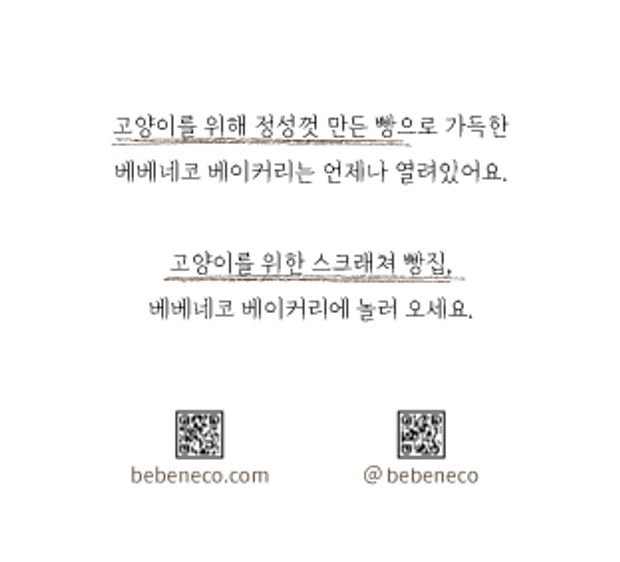 고양이를 위해 정성껏 만든 빵으로 가득한
베베네코 베이커리는 언제나 열려있어요.
고양이를 위한 스크래쳐 빵집,
베베네코 베이커리에 놀러 오세요.
bebeneco.com
@bebeneco